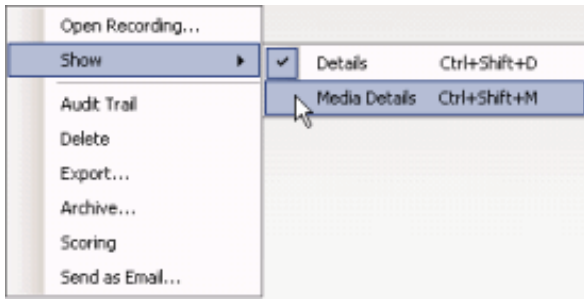 Open Recording...
Show
Details Ctrl+Shift+D
Media Details Ctrl+Shift+M
Audit Trail
Delete
Export...
Archive...
Scoring
Send as Email...